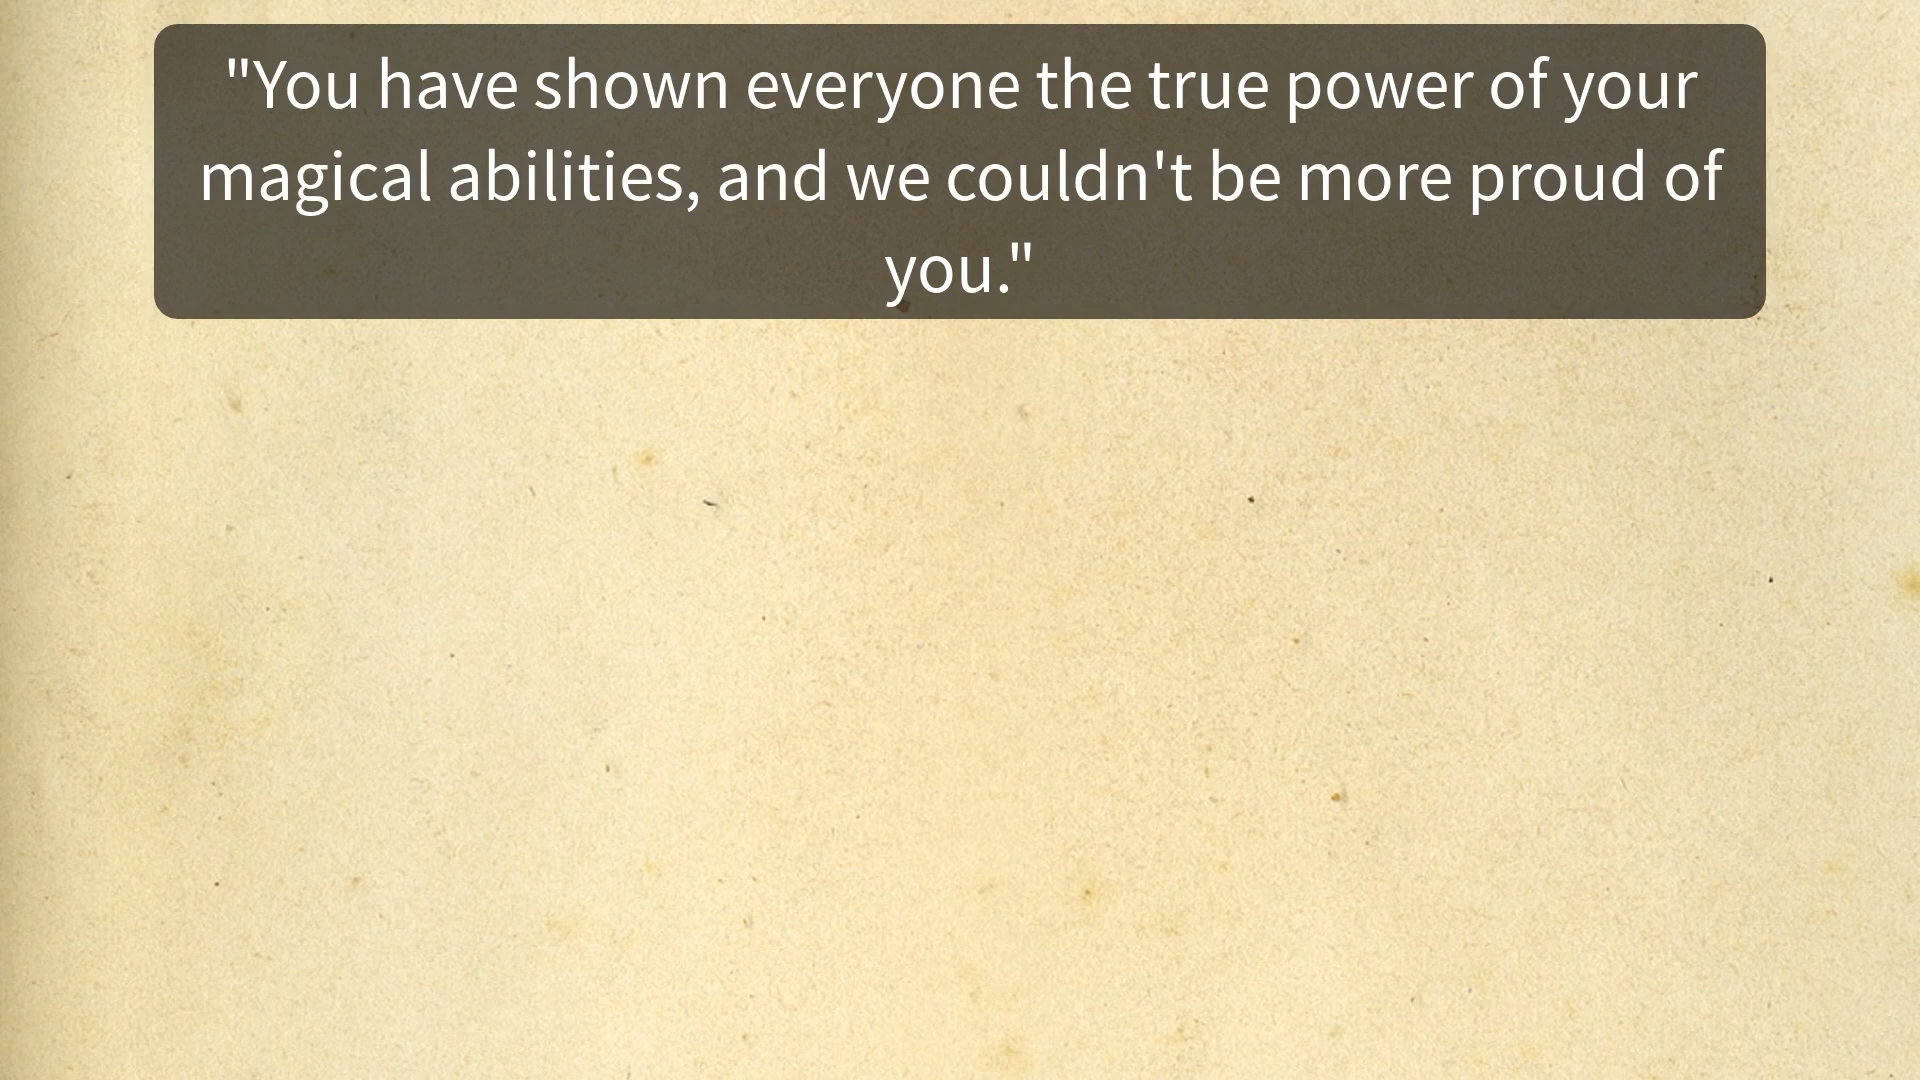 "You have shown everyone the true power of your
magical abilities, and we couldn't be more proud of
you."